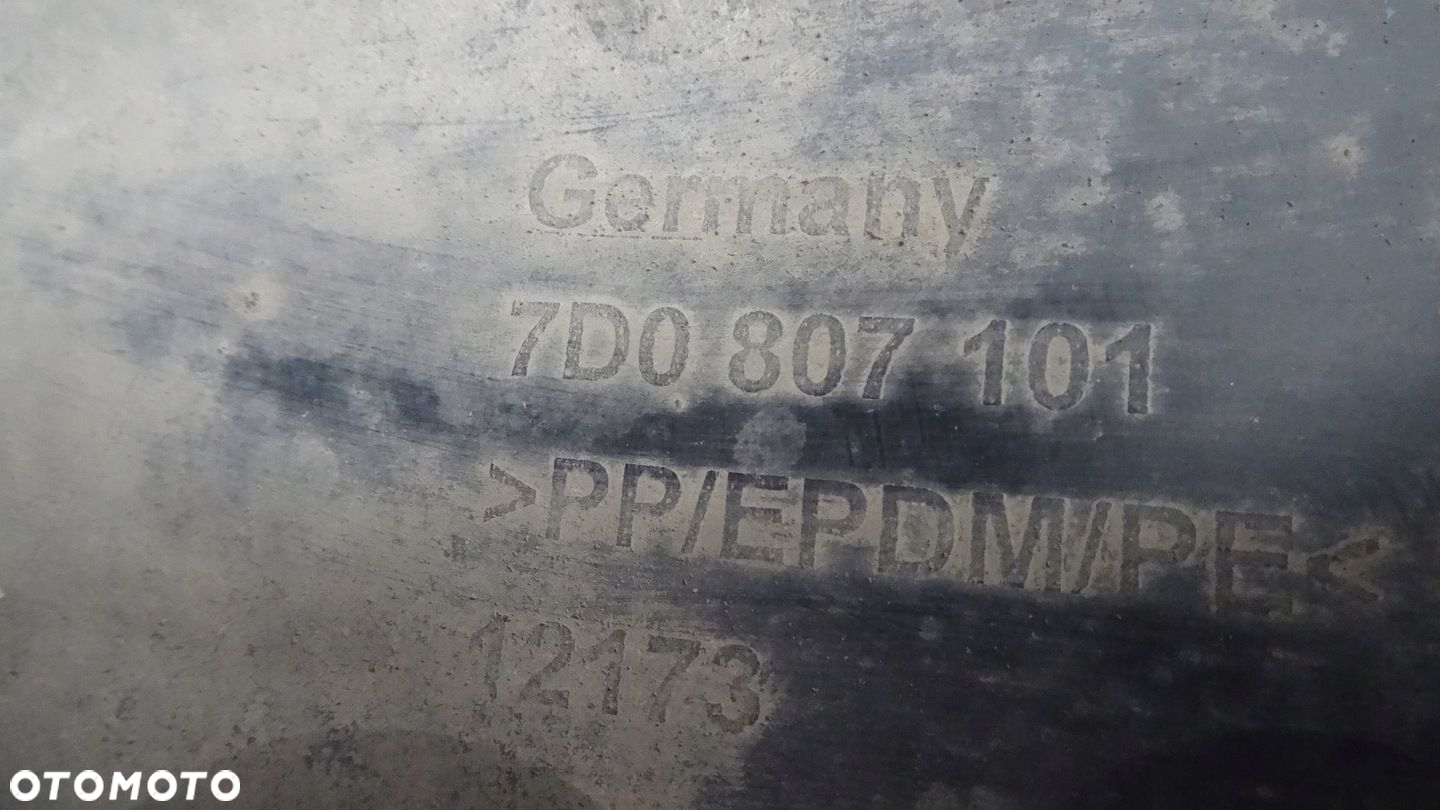 Germany
7D0 807 101
>PP/EPDM/PE<
12173
OTOMOTO